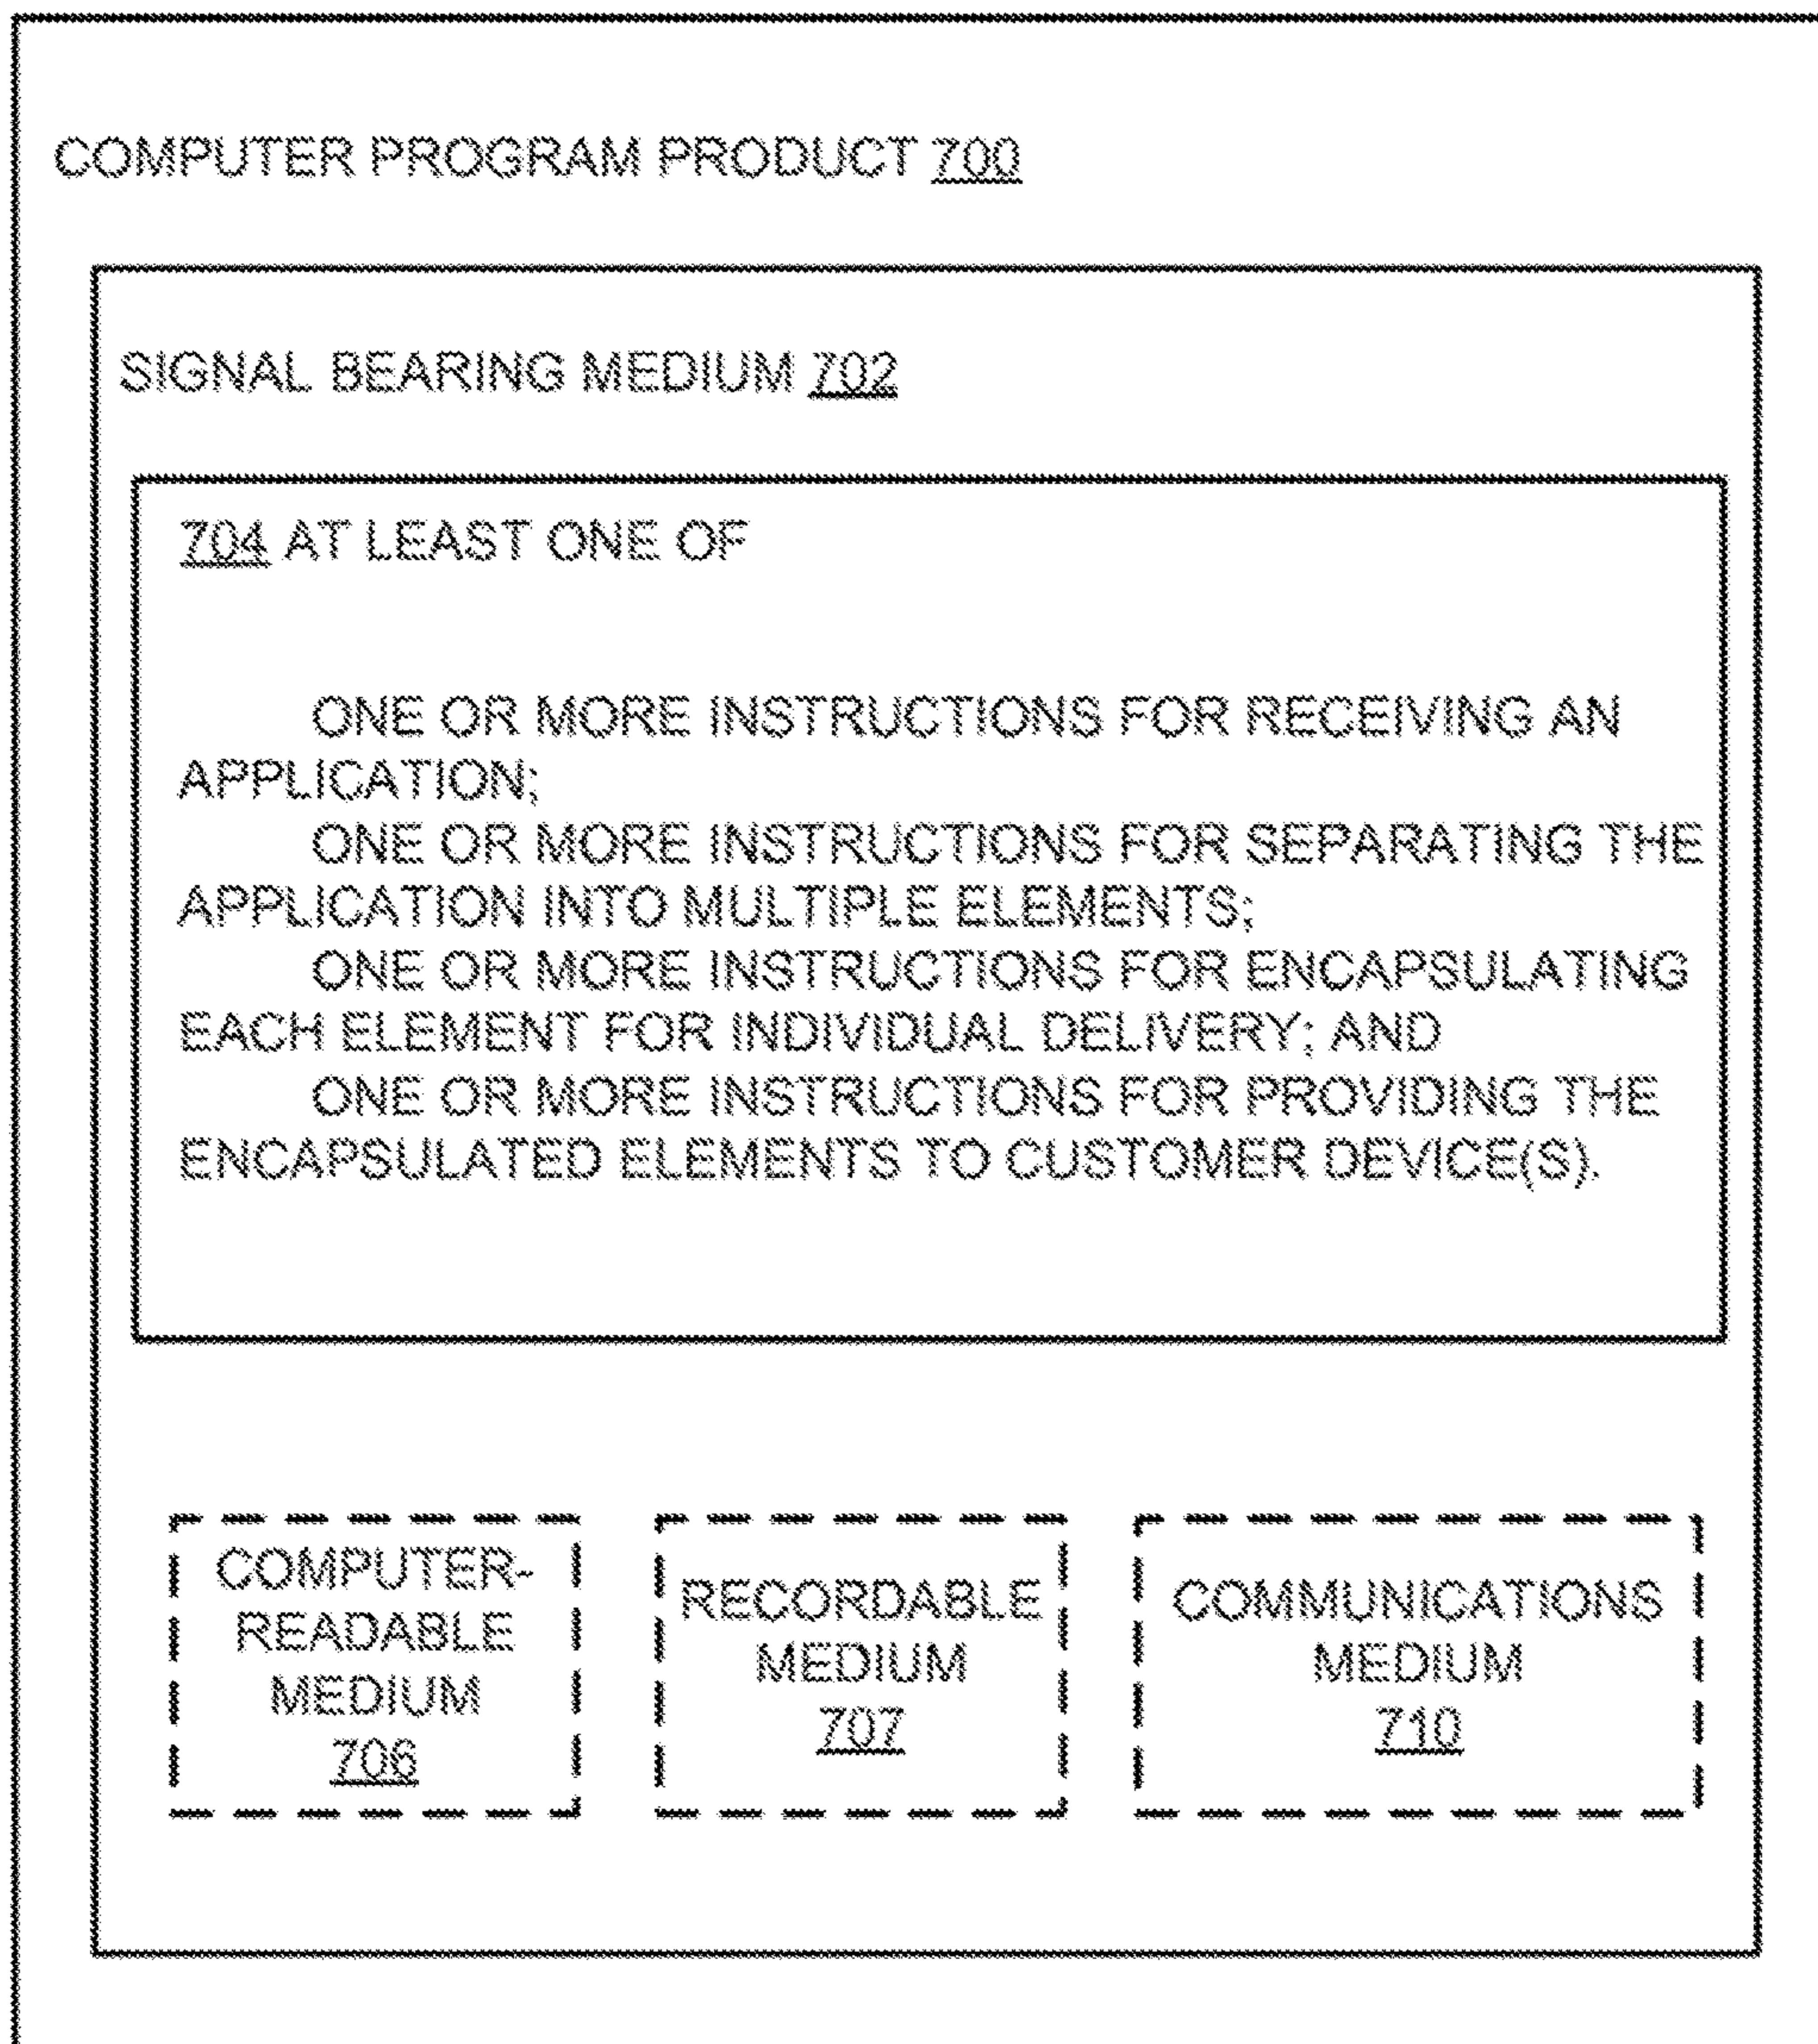 COMPUTER PROGRAM PRODUCT 700
SIGNAL BEARING MEDIUM 702
704 AT LEAST ONE OF
ONE OR MORE INSTRUCTIONS FOR RECEIVING AN
APPLICATION;
ONE OR MORE INSTRUCTIONS FOR SEPARATING THE
APPLICATION INTO MULTIPLE ELEMENTS;
ONE OR MORE INSTRUCTIONS FOR ENCAPSULATING
EACH ELEMENT FOR INDIVIDUAL DELIVERY; AND
ONE OR MORE INSTRUCTIONS FOR PROVIDING THE
ENCAPSULATED ELEMENTS TO CUSTOMER DEVICE(S).
COMPUTER-
READABLE
MEDIUM
706
RECORDABLE
MEDIUM
707
COMMUNICATIONS
MEDIUM
710